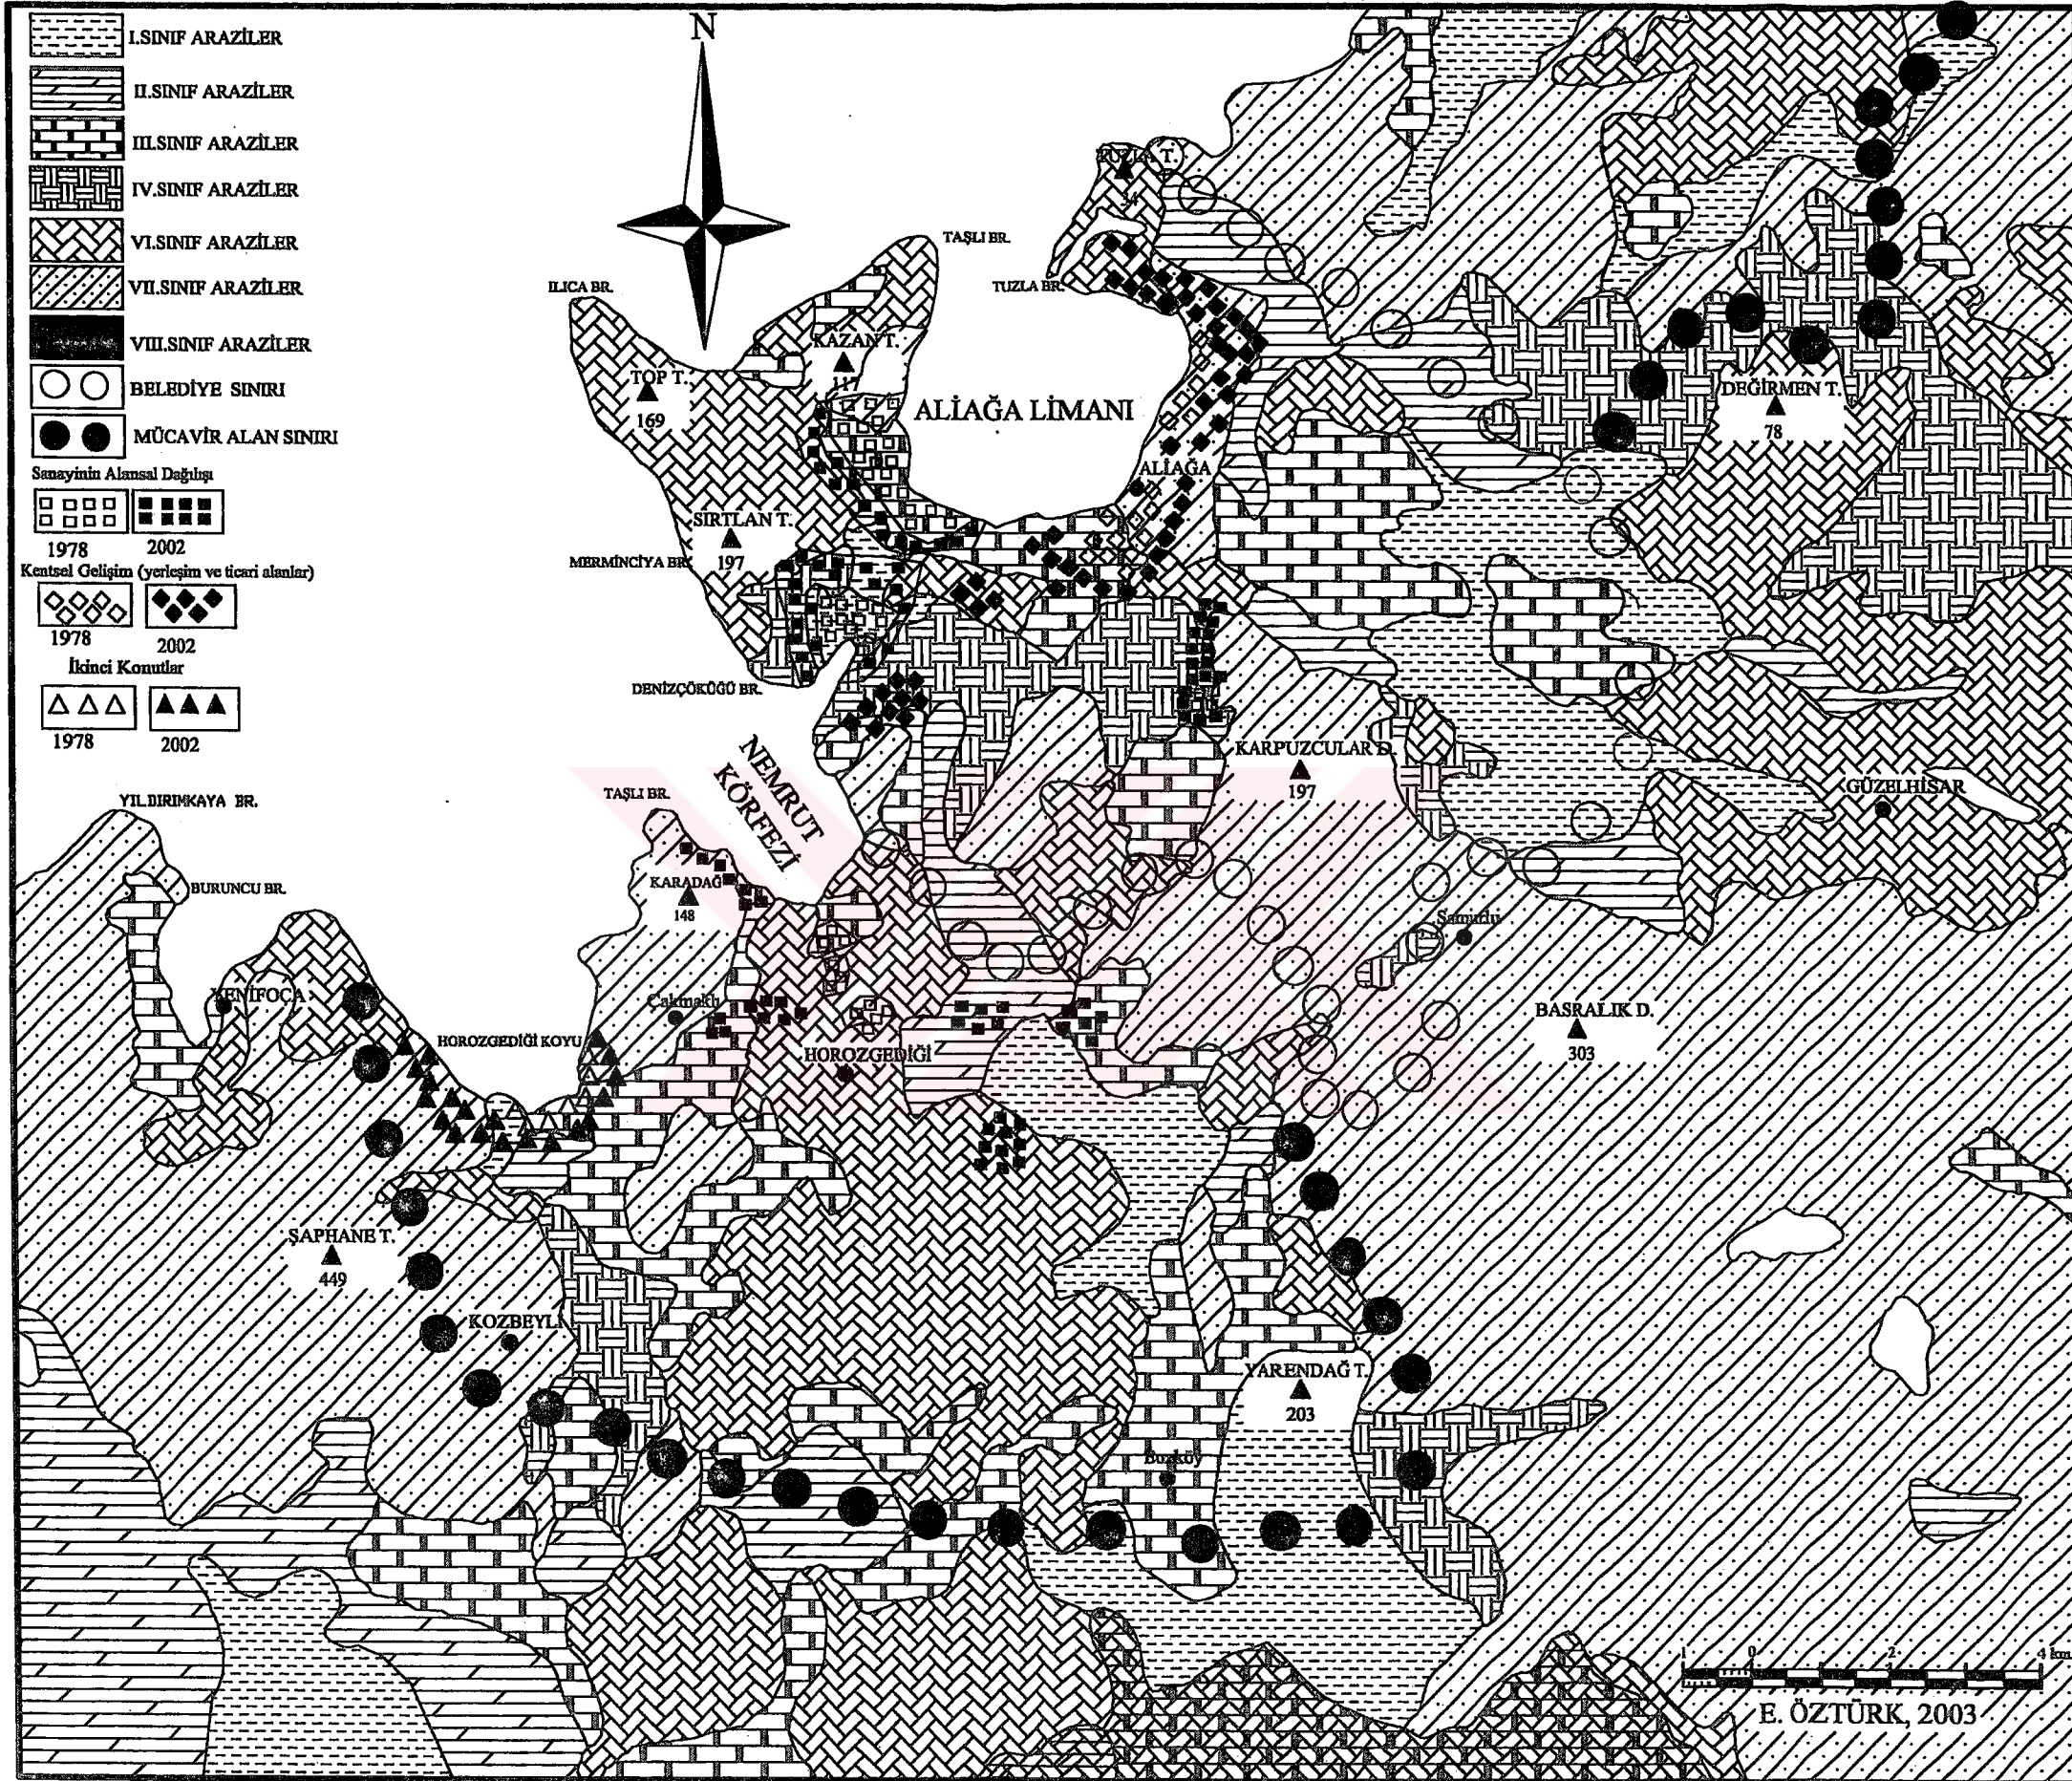 I.SINIF ARAZİLER
II.SINIF ARAZİLER
III.SINIF ARAZİLER
IV.SINIF ARAZİLER
VI.SINIF ARAZİLER
VII.SINIF ARAZİLER
VIII.SINIF ARAZİLER
BELEDİYE SINIRI
MÜCAVİR ALAN SINIRI
Sanayinin Alansal Dağılışı
1978
2002
Kentsel Gelişim (yerleşim ve ticari alanlar)
1978
2002
İkinci Konutlar
1978
2002
N
TUZLA T.
34
TAŞLI BR.
TUZLA BR.
ILICA BR.
KAZAN T.
117
TOP T.
169
ALİAĞA LİMANI
DEĞİRMEN T.
78
ALİAĞA
SIRTLAN T.
197
MERMİNCİYA BR.
DENİZÇÖKÜĞÜ BR.
NEMRUT
KÖRFEZİ
KARPUZCULAR D.
197
GÜZELHİSAR
YILDIRIMKAYA BR.
TAŞLI BR.
BURUNCU BR.
KARADAĞ
148
Samurlu
YENİFOÇA
Çakmaklı
BASRALIK D.
303
HOROZGEDİĞİ KOYU
HOROZGEDİĞİ
ŞAPHANE T.
449
KOZBEYLİ
YARENDAĞ T.
203
Bozköy
1 0 2 4 km
E. ÖZTÜRK, 2003